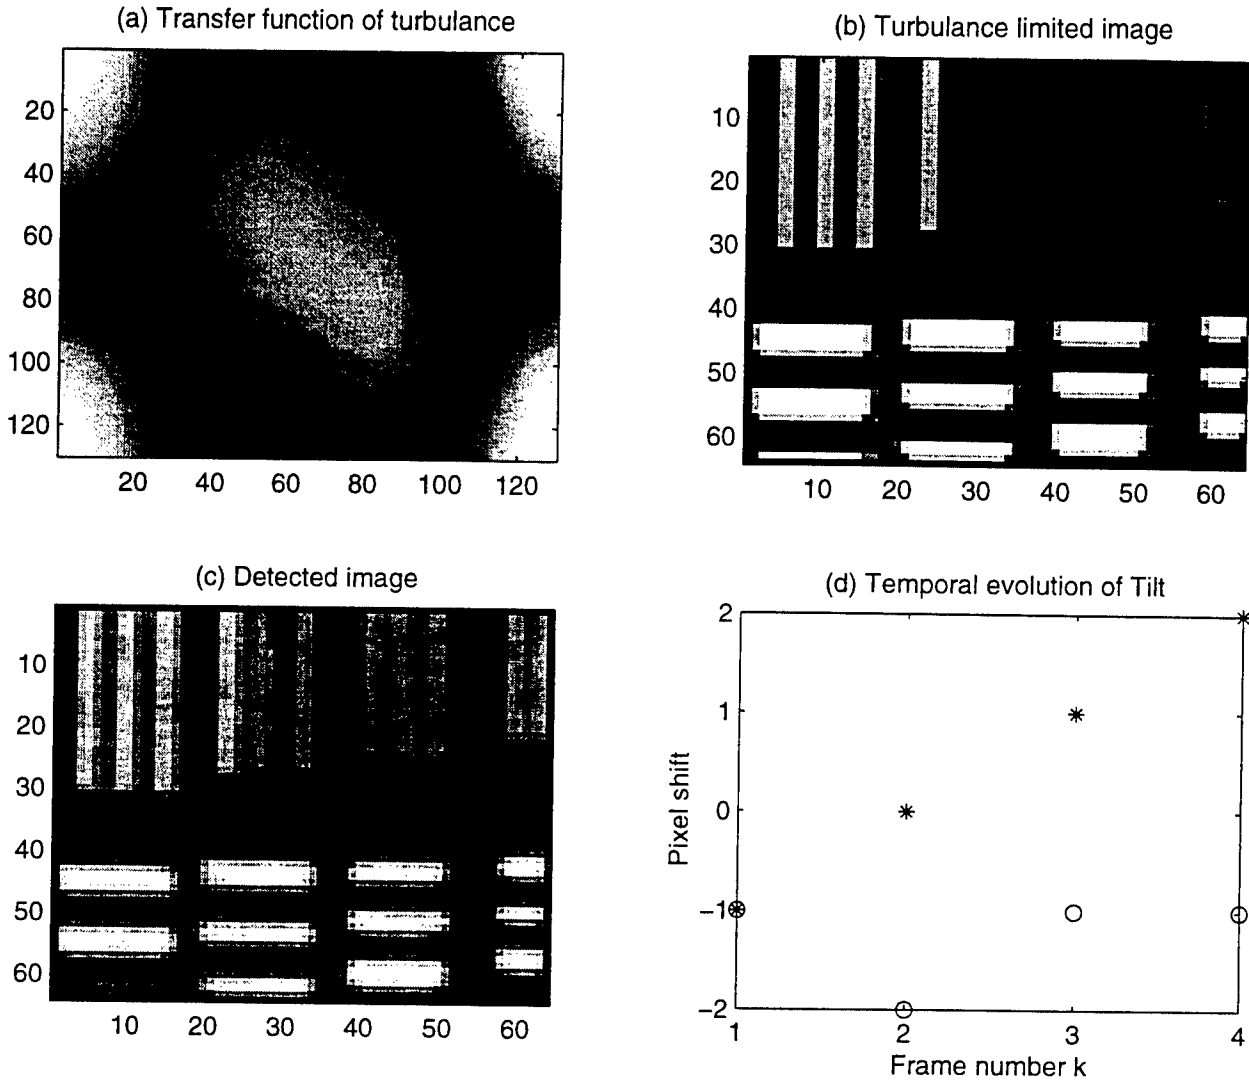 (a) Transfer function of turbulance
20
40
60
80
100
120
20 40 60 80 100 120
(b) Turbulance limited image
10
20
30
40
50
60
10 20 30 40 50 60
(c) Detected image
10
20
30
40
50
60
10 20 30 40 50 60
(d) Temporal evolution of Tilt
Pixel shift
2
1
0
-1
-2
1 2 3 4
Frame number k